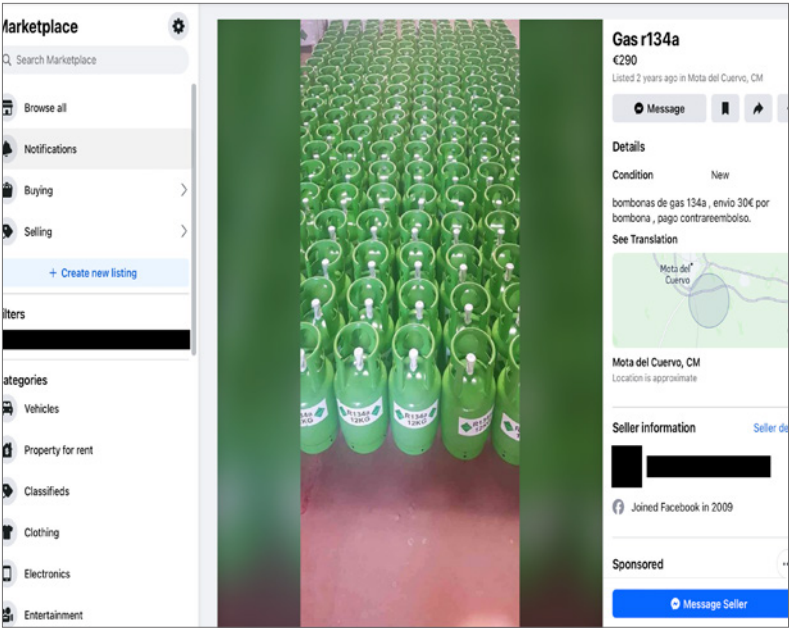 Marketplace
Search Marketplace
Browse all
Notifications
Buying
Selling
+ Create new listing
ilters
ategories
Vehicles
Property for rent
Classifieds
Clothing
Electronics
Entertainment
R134a
12KG
R134a
12KG
Gas r134a
€290
Listed 2 years ago in Mota del Cuervo, CM
Message
Details
Condition New
bombonas de gas 134a , envio 30€ por
bombona , pago contrareembolso.
See Translation
Mota del
Cuervo
Mota del Cuervo, CM
Location is approximate
Seller information Seller de
Joined Facebook in 2009
Sponsored
Message Seller